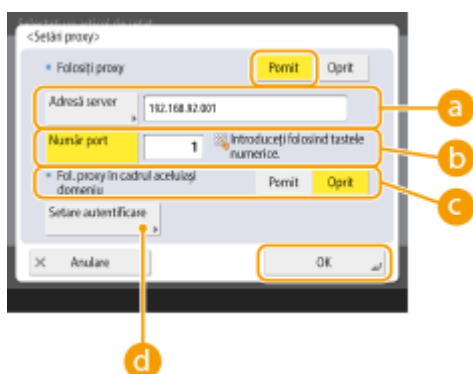 <Setări proxy>
Folosiți proxy
Pornit
Oprit
Adresă server
192.168.92.001
a
Număr port
1
Introduceți folosind tastele
numerice.
b
Fol. proxy în cadrul aceluiași
domeniu
Pornit
Oprit
c
Setare autentificare
Anulare
OK
d